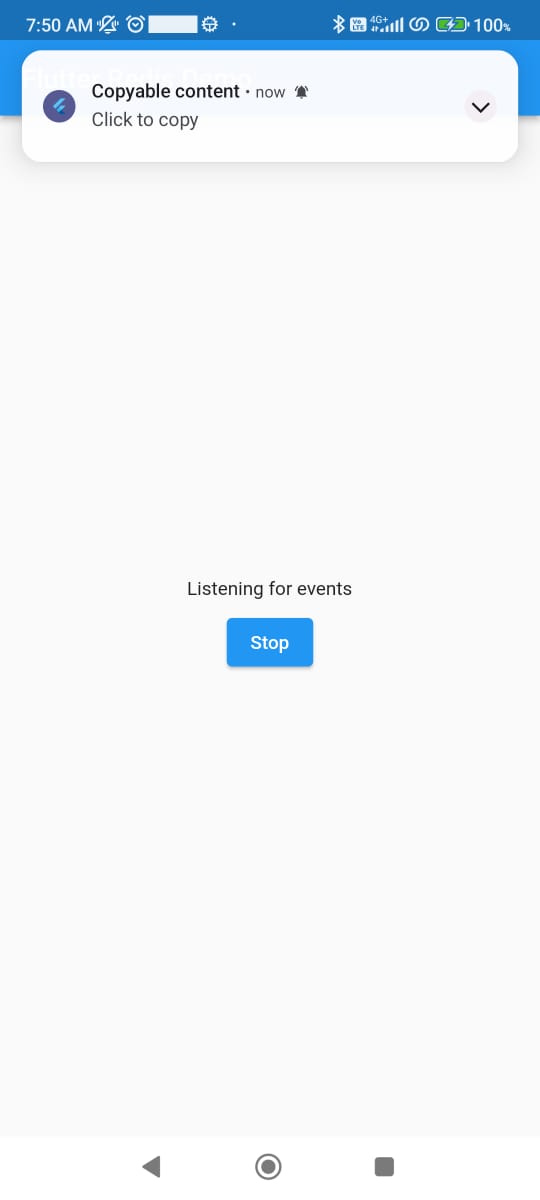 7:50 AM
Vo LTE
4G+
100%
Flutter Redis Demo
Copyable content • now
Click to copy
Listening for events
Stop